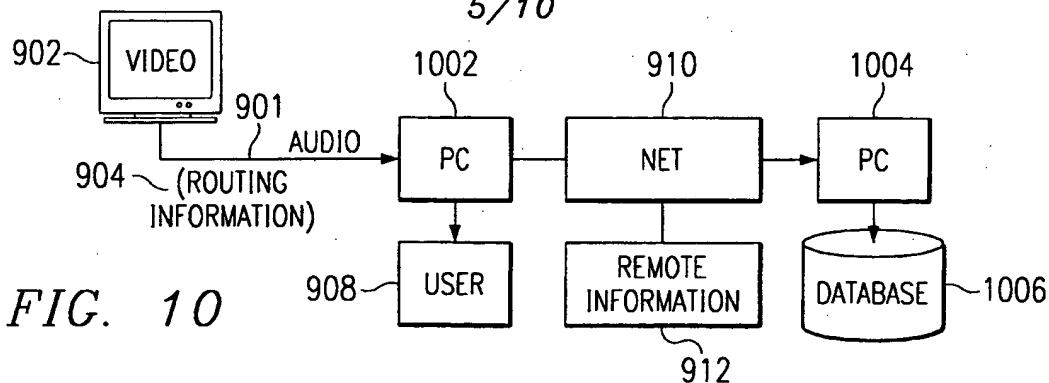 5/10
902
VIDEO
901
AUDIO
904
(ROUTING
INFORMATION)
1002
PC
910
NET
1004
PC
908
USER
REMOTE
INFORMATION
912
DATABASE
1006
FIG. 10